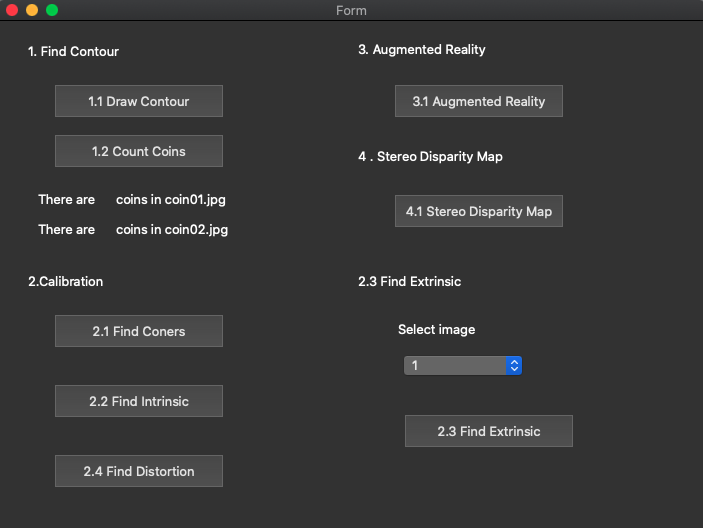 Form
1. Find Contour
1.1 Draw Contour
1.2 Count Coins
There are coins in coin01.jpg
There are coins in coin02.jpg
2.Calibration
2.1 Find Coners
2.2 Find Intrinsic
2.4 Find Distortion
3. Augmented Reality
3.1 Augmented Reality
4 . Stereo Disparity Map
4.1 Stereo Disparity Map
2.3 Find Extrinsic
Select image
1
2.3 Find Extrinsic